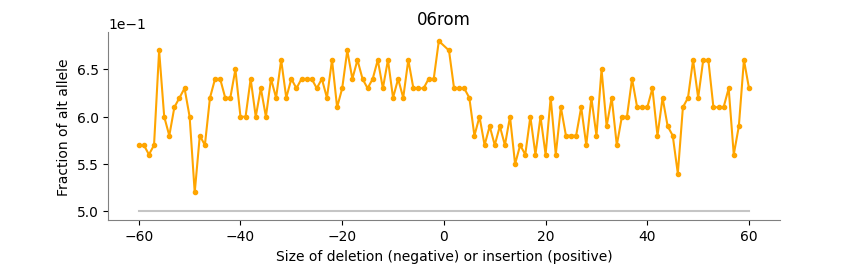 06rom
1e−1
Fraction of alt allele
6.5
6.0
5.5
5.0
−60 −40 −20 0 20 40 60
Size of deletion (negative) or insertion (positive)